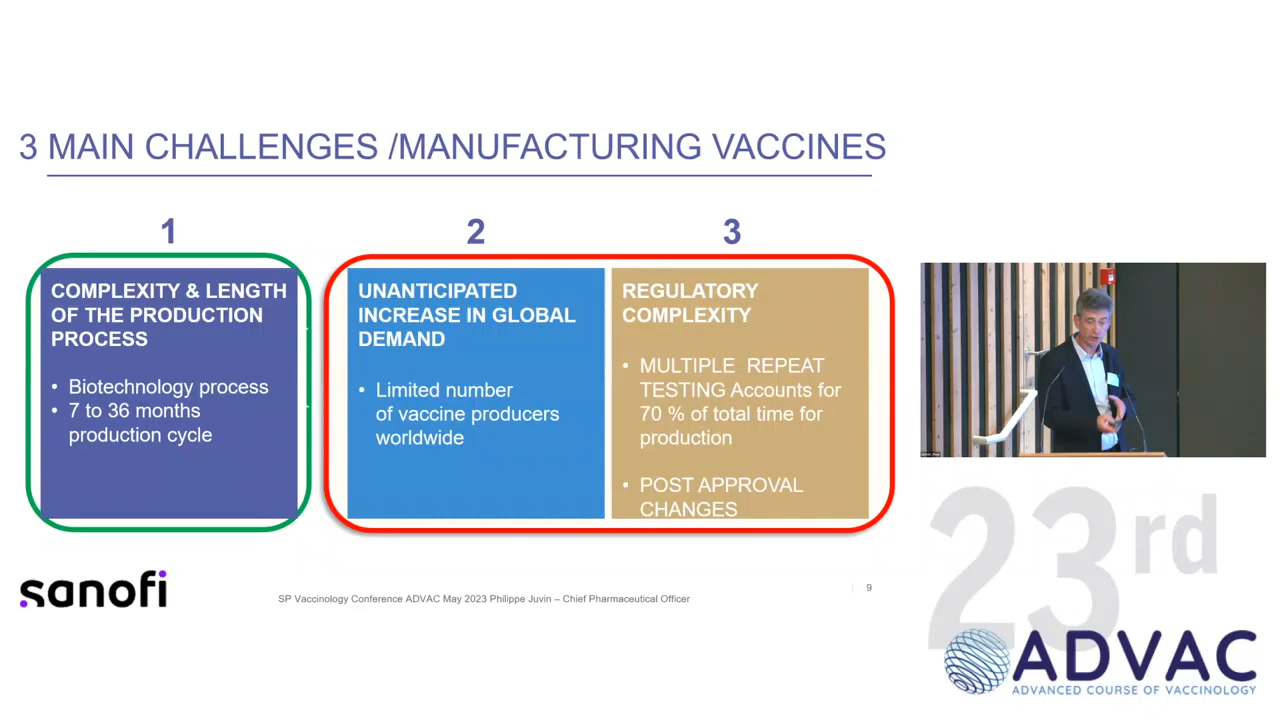 3 MAIN CHALLENGES /MANUFACTURING VACCINES
1
COMPLEXITY & LENGTH
OF THE PRODUCTION
PROCESS
• Biotechnology process
• 7 to 36 months
production cycle
2
UNANTICIPATED
INCREASE IN GLOBAL
DEMAND
• Limited number
of vaccine producers
worldwide
3
REGULATORY
COMPLEXITY
• MULTIPLE REPEAT
TESTING Accounts for
70 % of total time for
production
• POST APPROVAL
CHANGES
sanofi
SP Vaccinology Conference ADVAC May 2023 Philippe Juvin – Chief Pharmaceutical Officer
9
23rd
ADVAC
ADVANCED COURSE OF VACCINOLOGY